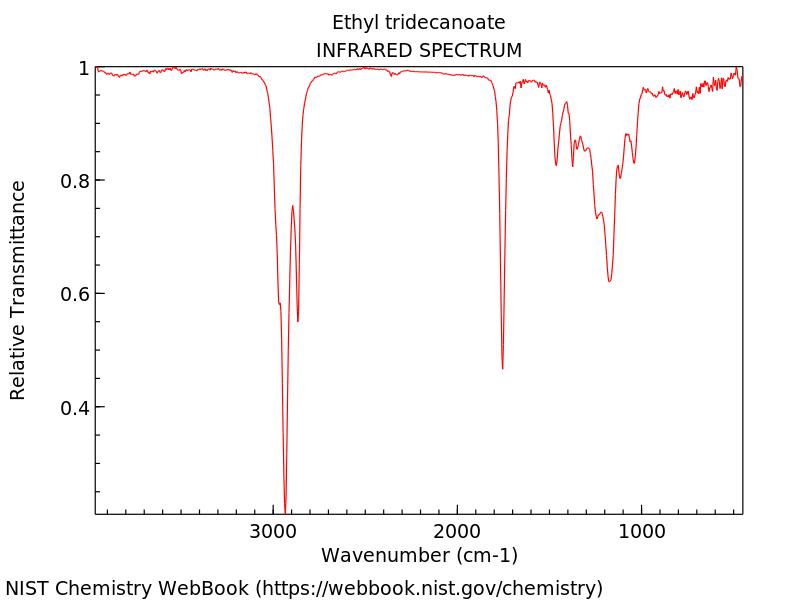 Ethyl tridecanoate
INFRARED SPECTRUM
1
0.8
0.6
0.4
Relative Transmittance
3000 2000 1000
Wavenumber (cm-1)
NIST Chemistry WebBook (https://webbook.nist.gov/chemistry)